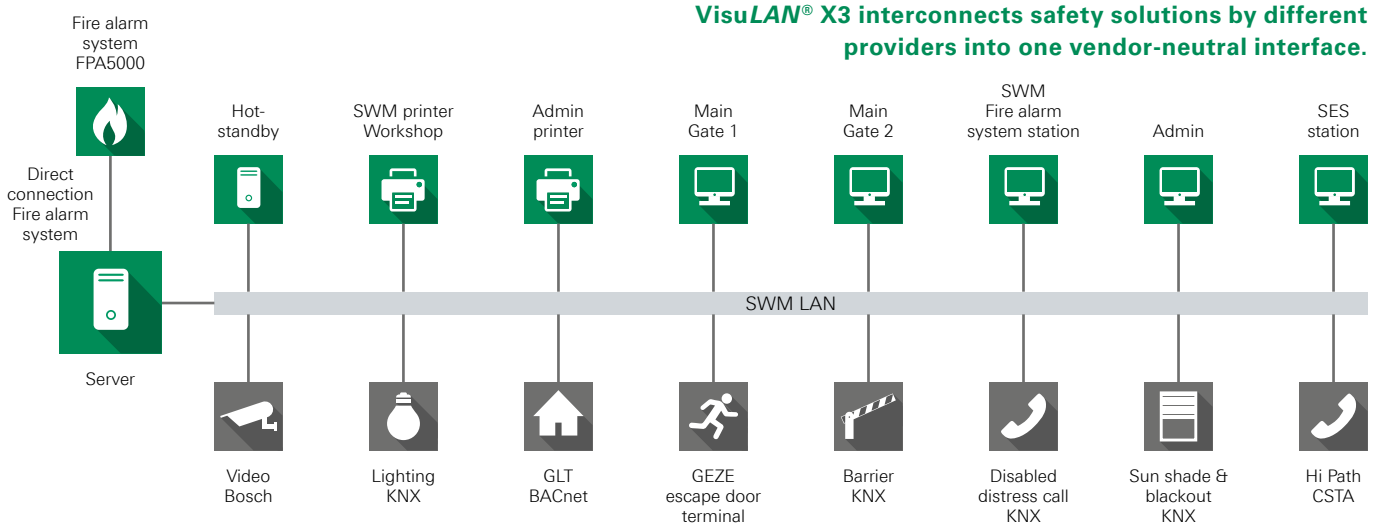 VisuLAN® X3 interconnects safety solutions by different
providers into one vendor-neutral interface.
Fire alarm
system
FPA5000
Direct
connection
Fire alarm
system
Server
Hot-
standby
SWM printer
Workshop
Admin
printer
Main
Gate 1
Main
Gate 2
SWM
Fire alarm
system station
Admin
SES
station
SWM LAN
Video
Bosch
Lighting
KNX
GLT
BACnet
GEZE
escape door
terminal
Barrier
KNX
Disabled
distress call
KNX
Sun shade &
blackout
KNX
Hi Path
CSTA